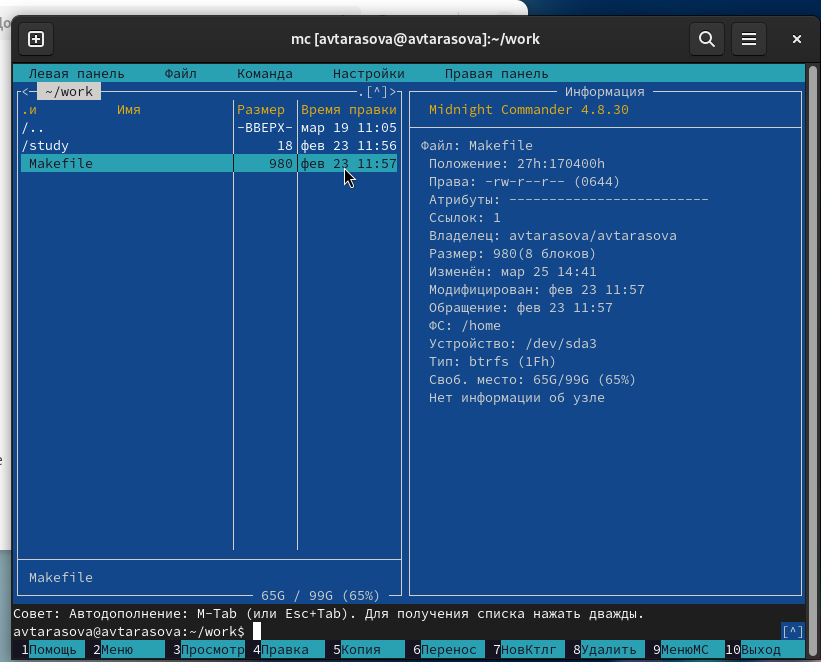 mc [avtarasova@avtarasova]:~/work
Левая панель Файл Команда Настройки Правая панель
<─ ~/work .[^]>
.и Имя Размер Время правки
/.. -ВВЕРХ- мар 19 11:05
/study 18 фев 23 11:56
Makefile 980 фев 23 11:57
Makefile
65G / 99G (65%)
Информация
Midnight Commander 4.8.30
Файл: Makefile
Положение: 27h:170400h
Права: -rw-r--r-- (0644)
Атрибуты: -------------------------
Ссылок: 1
Владелец: avtarasova/avtarasova
Размер: 980(8 блоков)
Изменён: мар 25 14:41
Модифицирован: фев 23 11:57
Обращение: фев 23 11:57
ФС: /home
Устройство: /dev/sda3
Тип: btrfs (1Fh)
Своб. место: 65G/99G (65%)
Нет информации об узле
Совет: Автодополнение: M-Tab (или Esc+Tab). Для получения списка нажать дважды.
avtarasova@avtarasova:~/work$ [^]
1Помощь 2Меню 3Просмотр 4Правка 5Копия 6Перенос 7НовКтлг 8Удалить 9МенюМС 10Выход